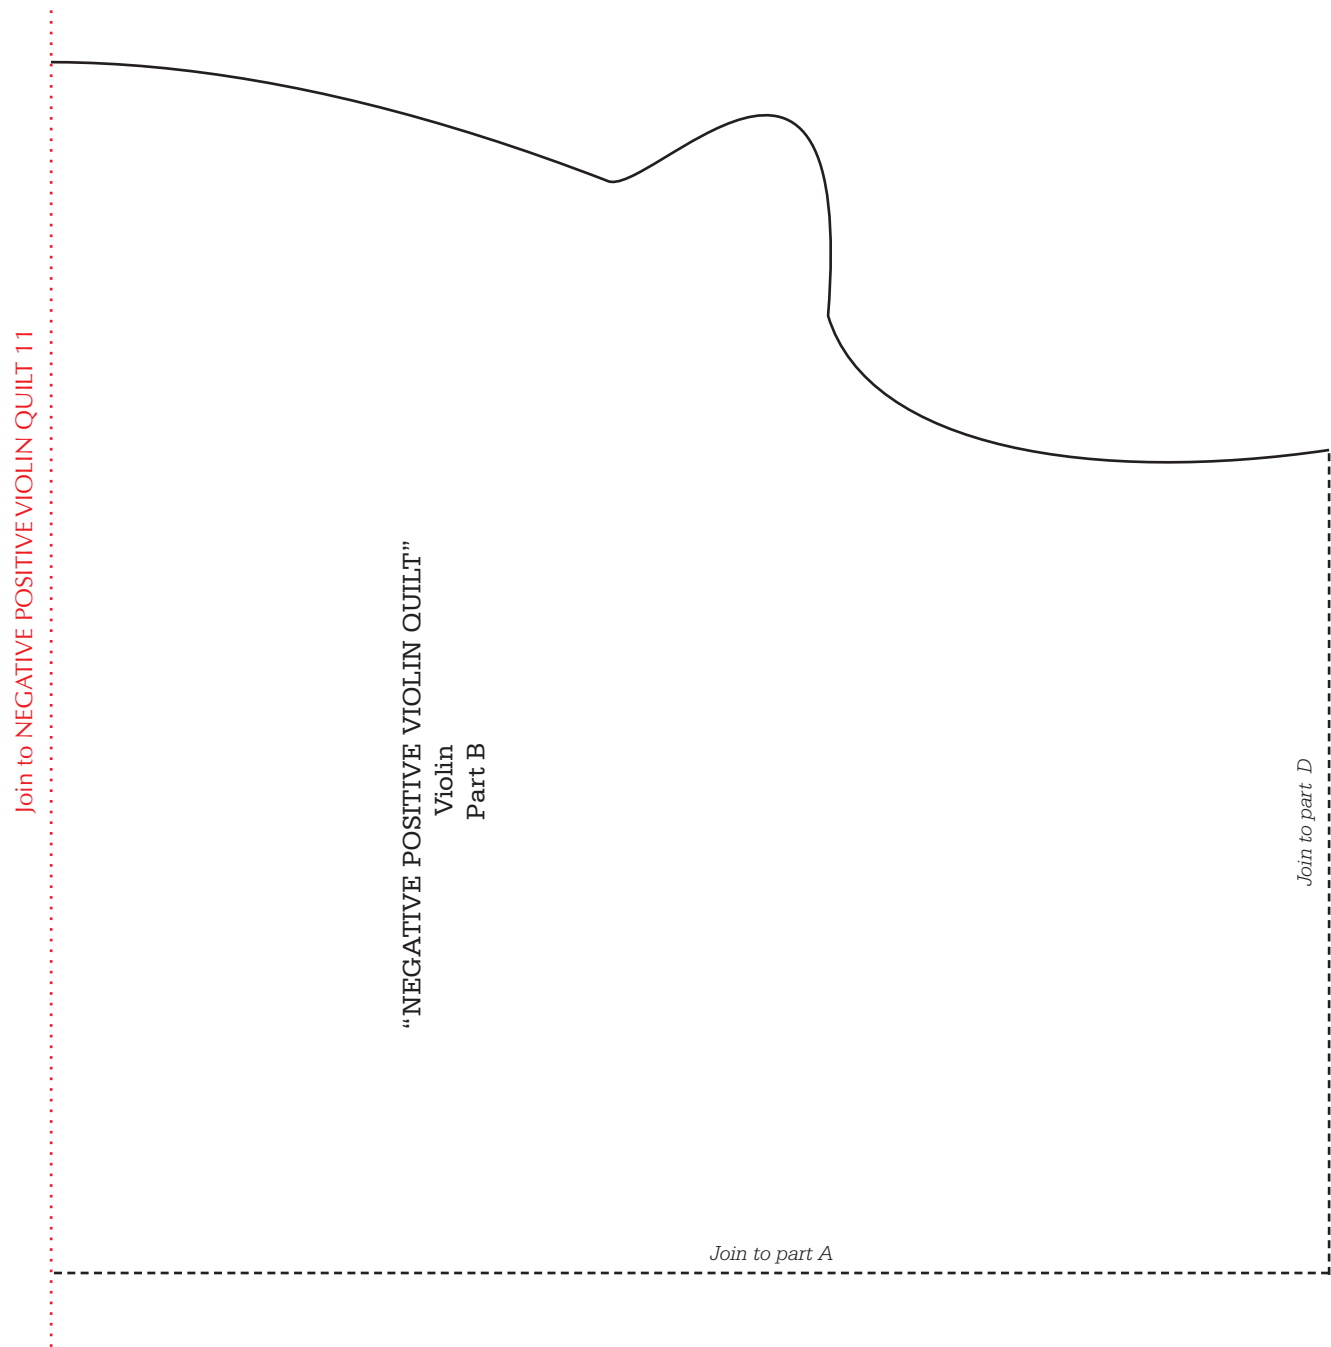 Join to NEGATIVE POSITIVE VIOLIN QUILT 11
“NEGATIVE POSITIVE VIOLIN QUILT”
Violin
Part B
Join to part D
Join to part A